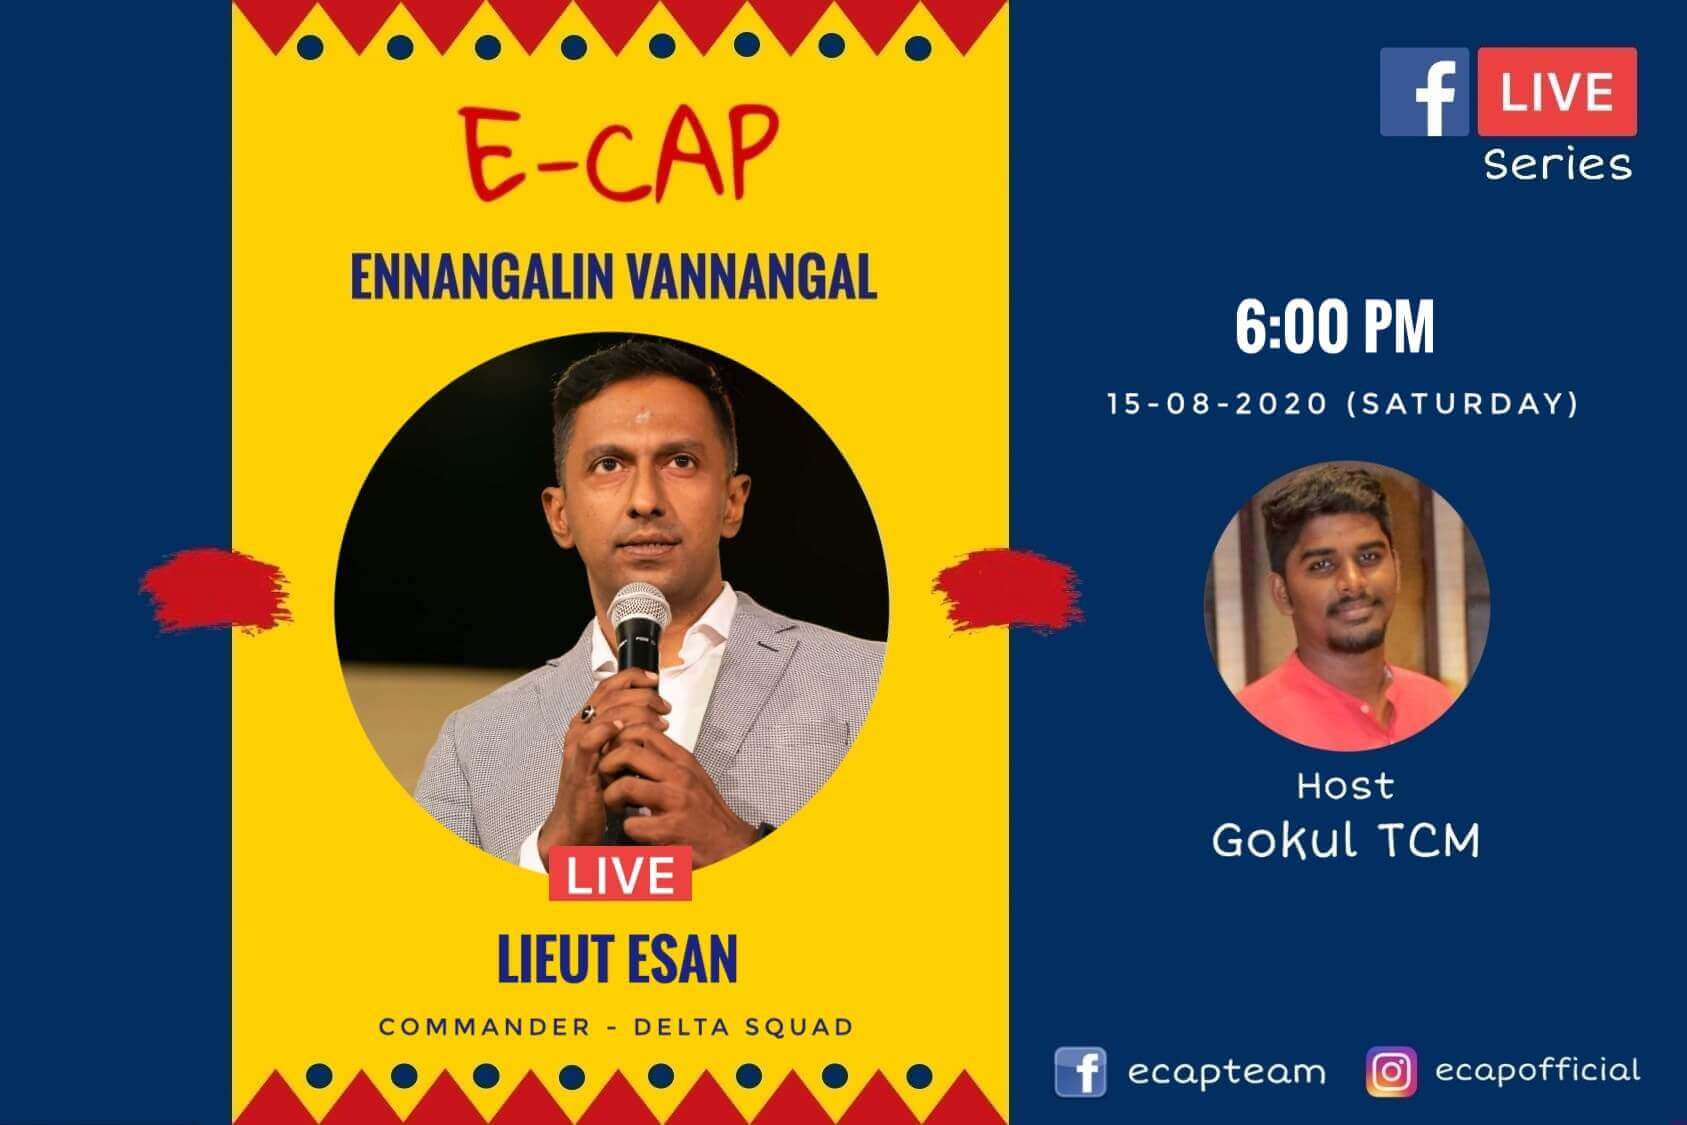 E-CAP
ENNANGALIN VANNANGAL
LIVE
LIEUT ESAN
COMMANDER - DELTA SQUAD
f LIVE
Series
6:00 PM
15-08-2020 (SATURDAY)
Host
Gokul TCM
f ecapteam
ecapofficial